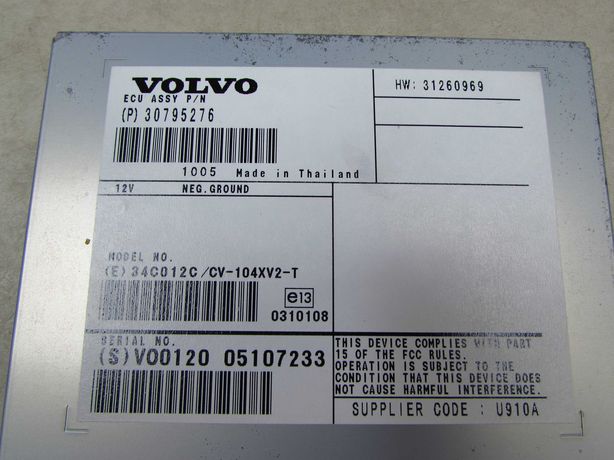 VOLVO
HW: 31260969
ECU ASSY P/N
(P) 30795276
1005 Made in Thailand
12V NEG.GROUND
MODEL NO.
(E) 34C012C/CV-104XV2-T
e13
0310108
SERIAL NO.
(S) V00120 05107233
THIS DEVICE COMPLIES WITH PART
15 OF THE FCC RULES.
OPERATION IS SUBJECT TO THE
CONDITION THAT THIS DEVICE DOES
NOT CAUSE HARMFUL INTERFERENCE.
SUPPLIER CODE : U910A